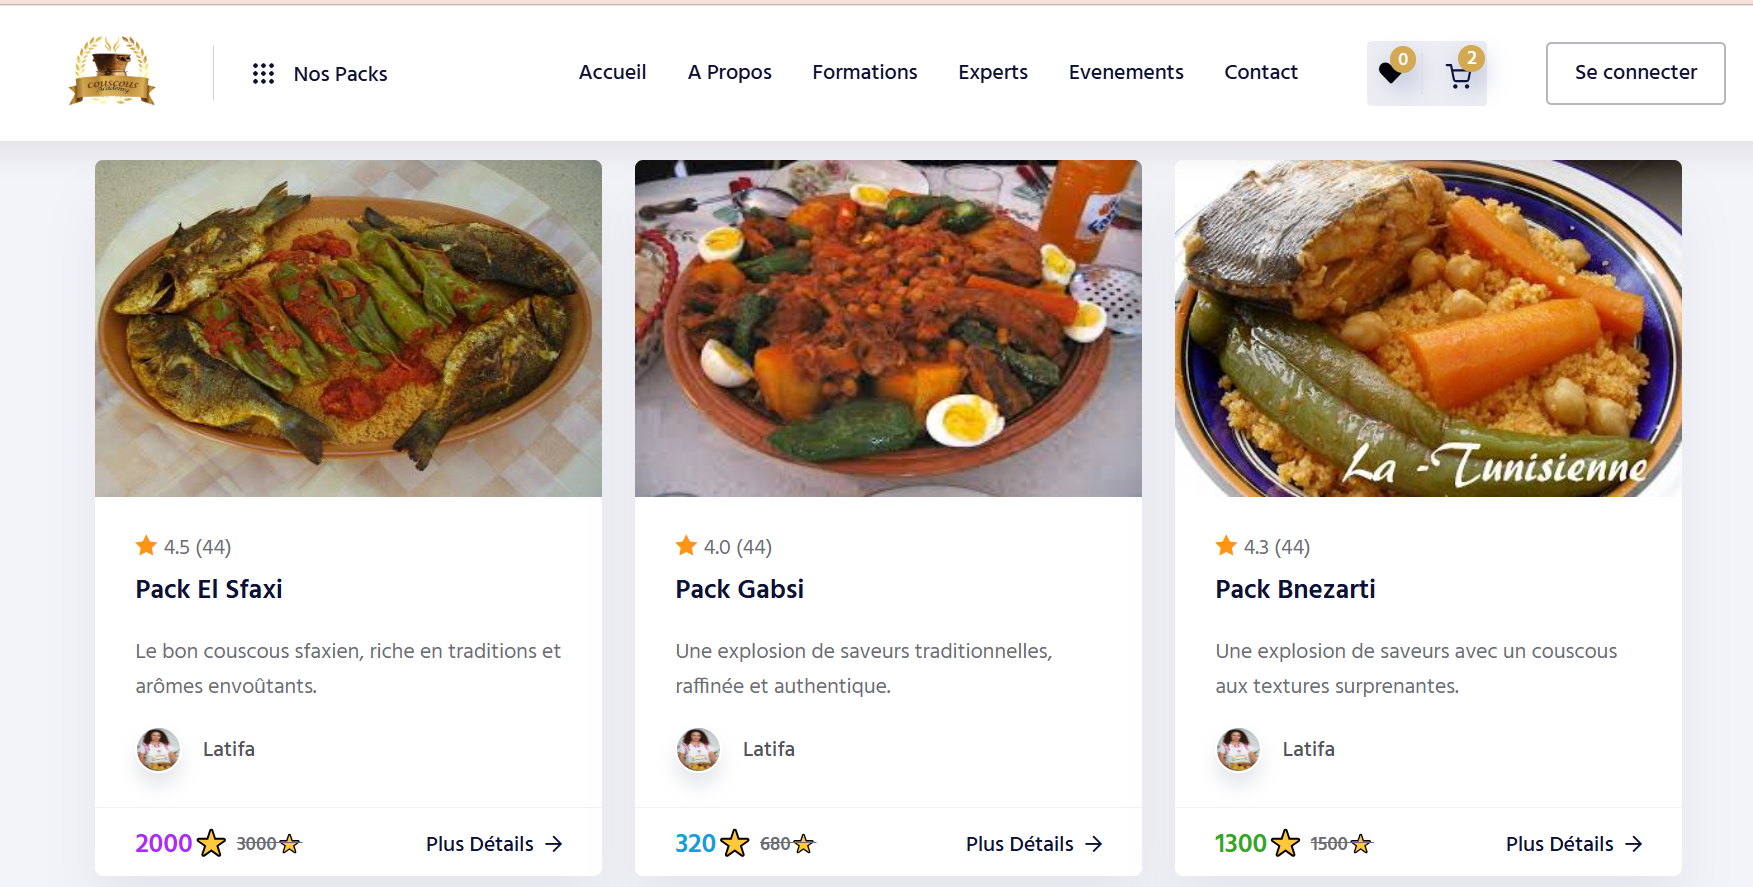 couscous
Academy
Nos Packs
Accueil
A Propos
Formations
Experts
Evenements
Contact
0
2
Se connecter
La -Tunisienne
4.5 (44)
Pack El Sfaxi
Le bon couscous sfaxien, riche en traditions et
arômes envoûtants.
Latifa
2000 3000
Plus Détails
4.0 (44)
Pack Gabsi
Une explosion de saveurs traditionnelles,
raffinée et authentique.
Latifa
320 680
Plus Détails
4.3 (44)
Pack Bnezarti
Une explosion de saveurs avec un couscous
aux textures surprenantes.
Latifa
1300 1500
Plus Détails